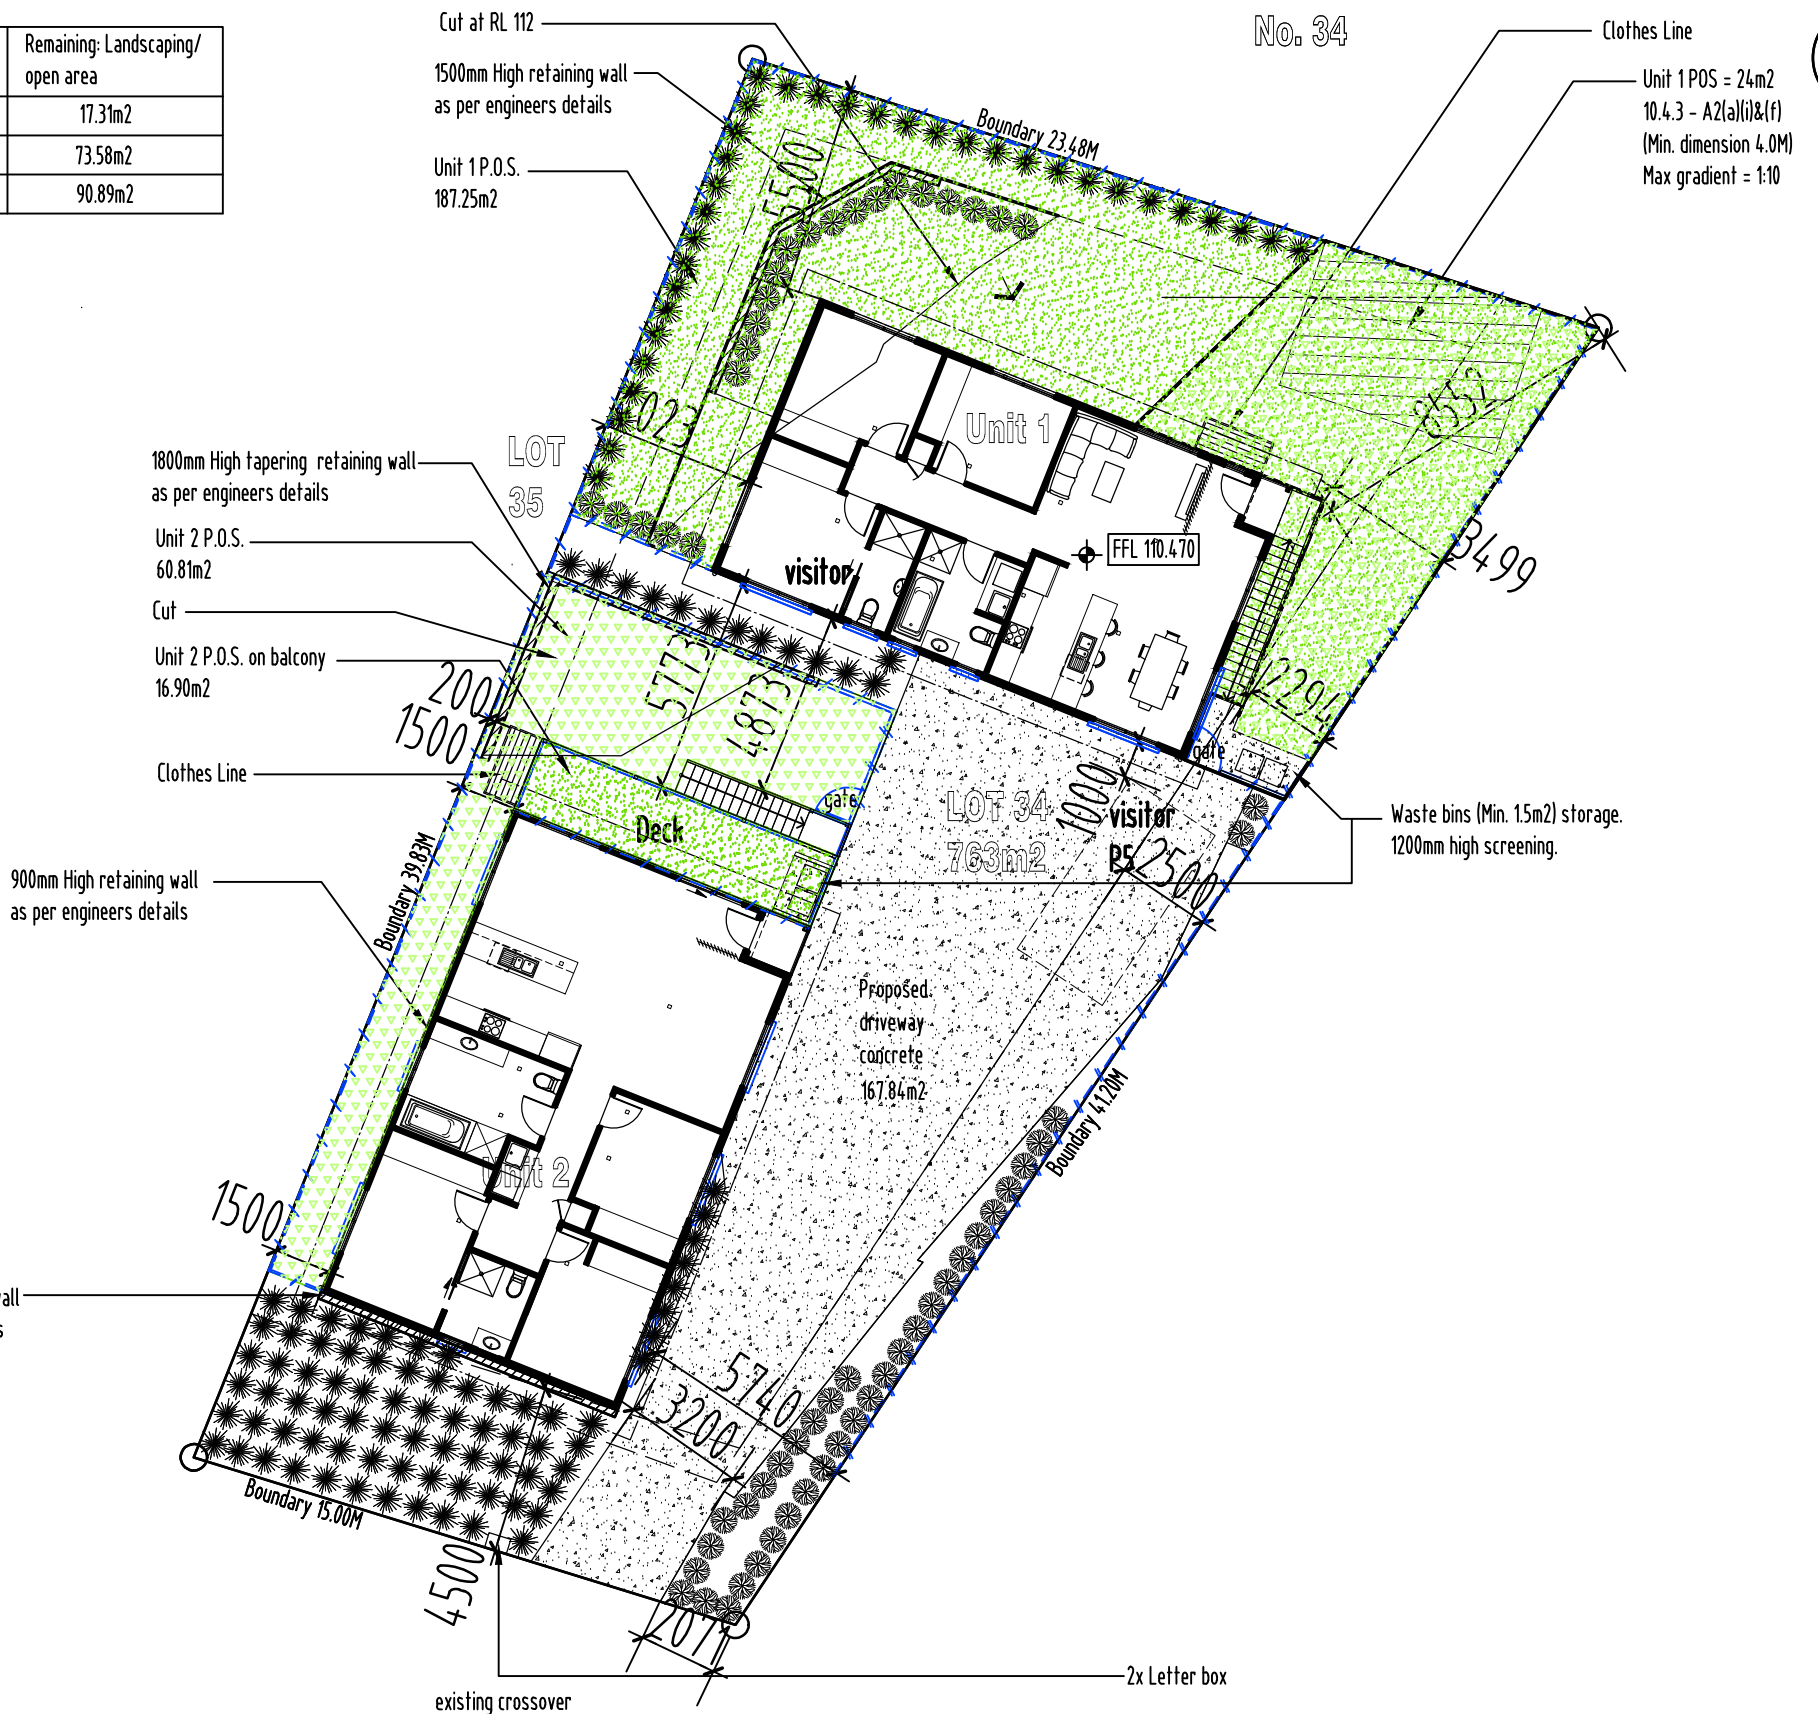 Remaining: Landscaping/
open area
17.31m2
73.58m2
90.89m2
Cut at RL 112
1500mm High retaining wall
as per engineers details
Unit 1 P.O.S.
187.25m2
No. 34
Clothes Line
Unit 1 POS = 24m2
10.4.3 - A2(a)(i)&(f)
(Min. dimension 4.0M)
Max gradient = 1:10
Boundary 23.48M
5500
8652
LOT
35
023
Unit 1
1800mm High tapering retaining wall
as per engineers details
Unit 2 P.O.S.
60.81m2
Cut
Unit 2 P.O.S. on balcony
16.90m2
visitor
FFL 110.470
3499
2294
200
1500
5773
4873
gate
gate
Clothes Line
Deck
LOT 34
763m2
1000
visitor
P5
2500
Waste bins (Min. 1.5m2) storage.
1200mm high screening.
900mm High retaining wall
as per engineers details
Boundary 39.83M
Proposed
driveway
concrete
167.84m2
Boundary 41.20M
Unit 2
1500
all
s
5740
3200
Boundary 15.00M
4500
2x Letter box
existing crossover